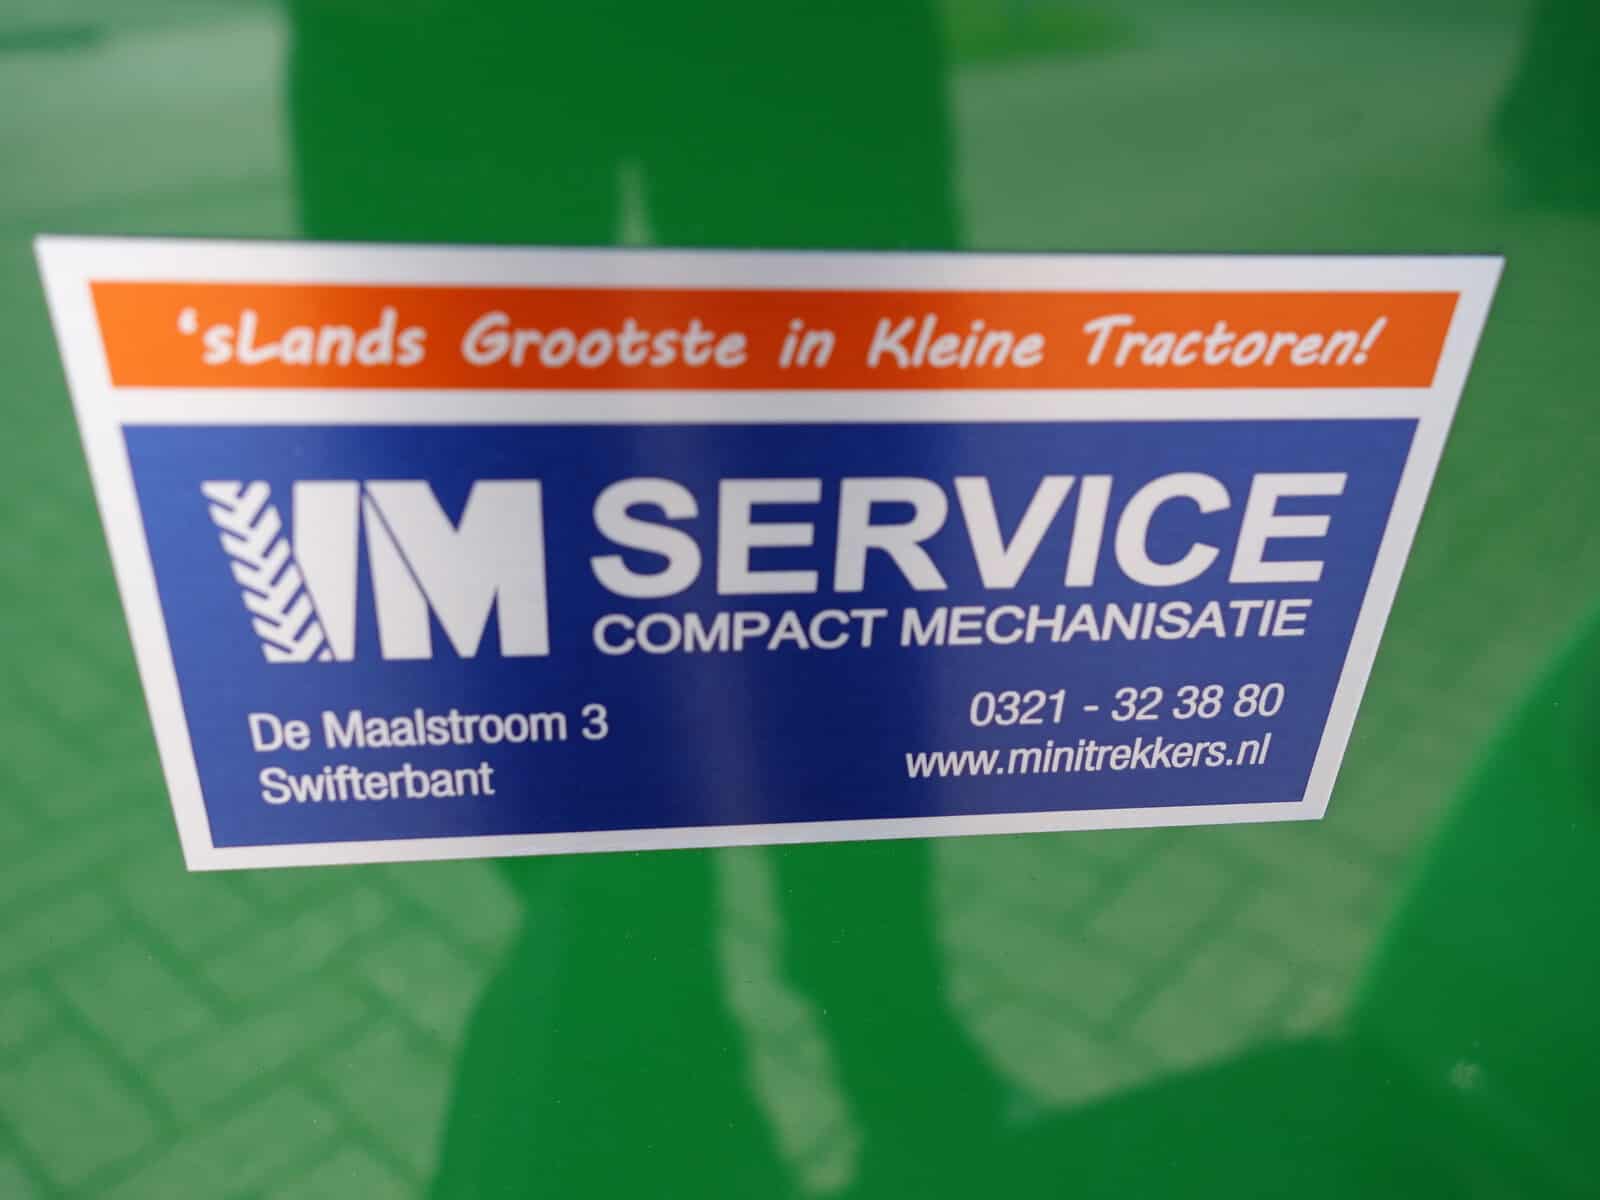 ‘sLands Grootste in Kleine Tractoren!
VM SERVICE
COMPACT MECHANISATIE
De Maalstroom 3
Swifterbant
0321 - 32 38 80
www.minitrekkers.nl